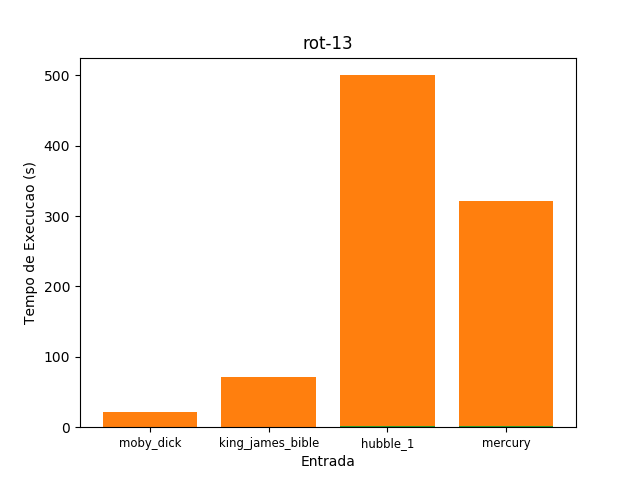 rot-13
Tempo de Execucao (s)
500
400
300
200
100
0
moby_dick king_james_bible hubble_1 mercury
Entrada